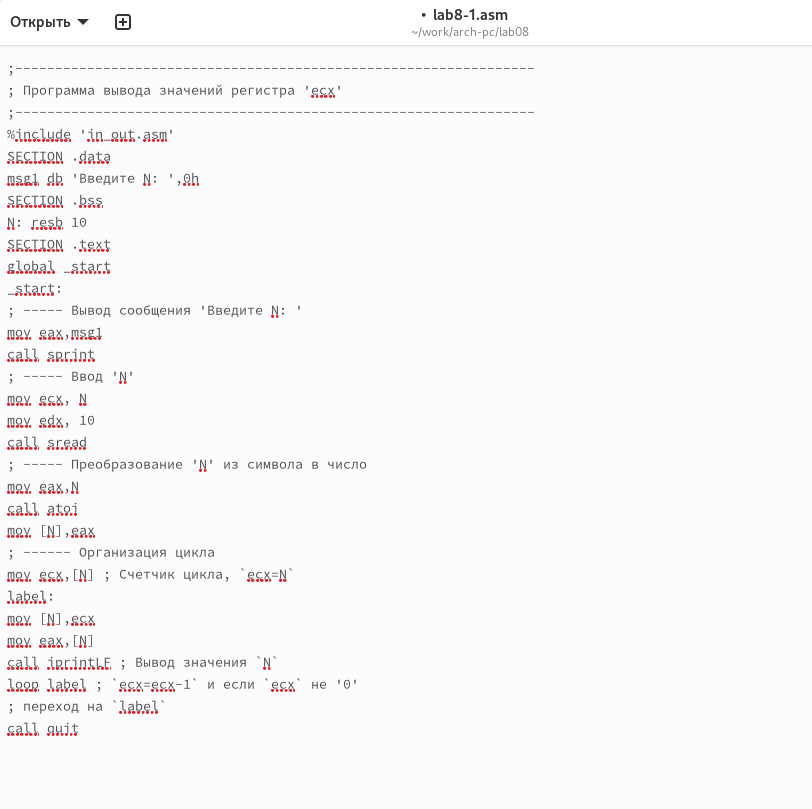 Открыть
• lab8-1.asm
~/work/arch-pc/lab08
;-----------------------------------------------------------------
; Программа вывода значений регистра 'ecx'
;-----------------------------------------------------------------
%include 'in_out.asm'
SECTION .data
msg1 db 'Введите N: ',0h
SECTION .bss
N: resb 10
SECTION .text
global _start
_start:
; ----- Вывод сообщения 'Введите N: '
mov eax,msg1
call sprint
; ----- Ввод 'N'
mov ecx, N
mov edx, 10
call sread
; ----- Преобразование 'N' из символа в число
mov eax,N
call atoi
mov [N],eax
; ------ Организация цикла
mov ecx,[N] ; Счетчик цикла, `ecx=N`
label:
mov [N],ecx
mov eax,[N]
call iprintLF ; Вывод значения `N`
loop label ; `ecx=ecx-1` и если `ecx` не '0'
; переход на `label`
call quit